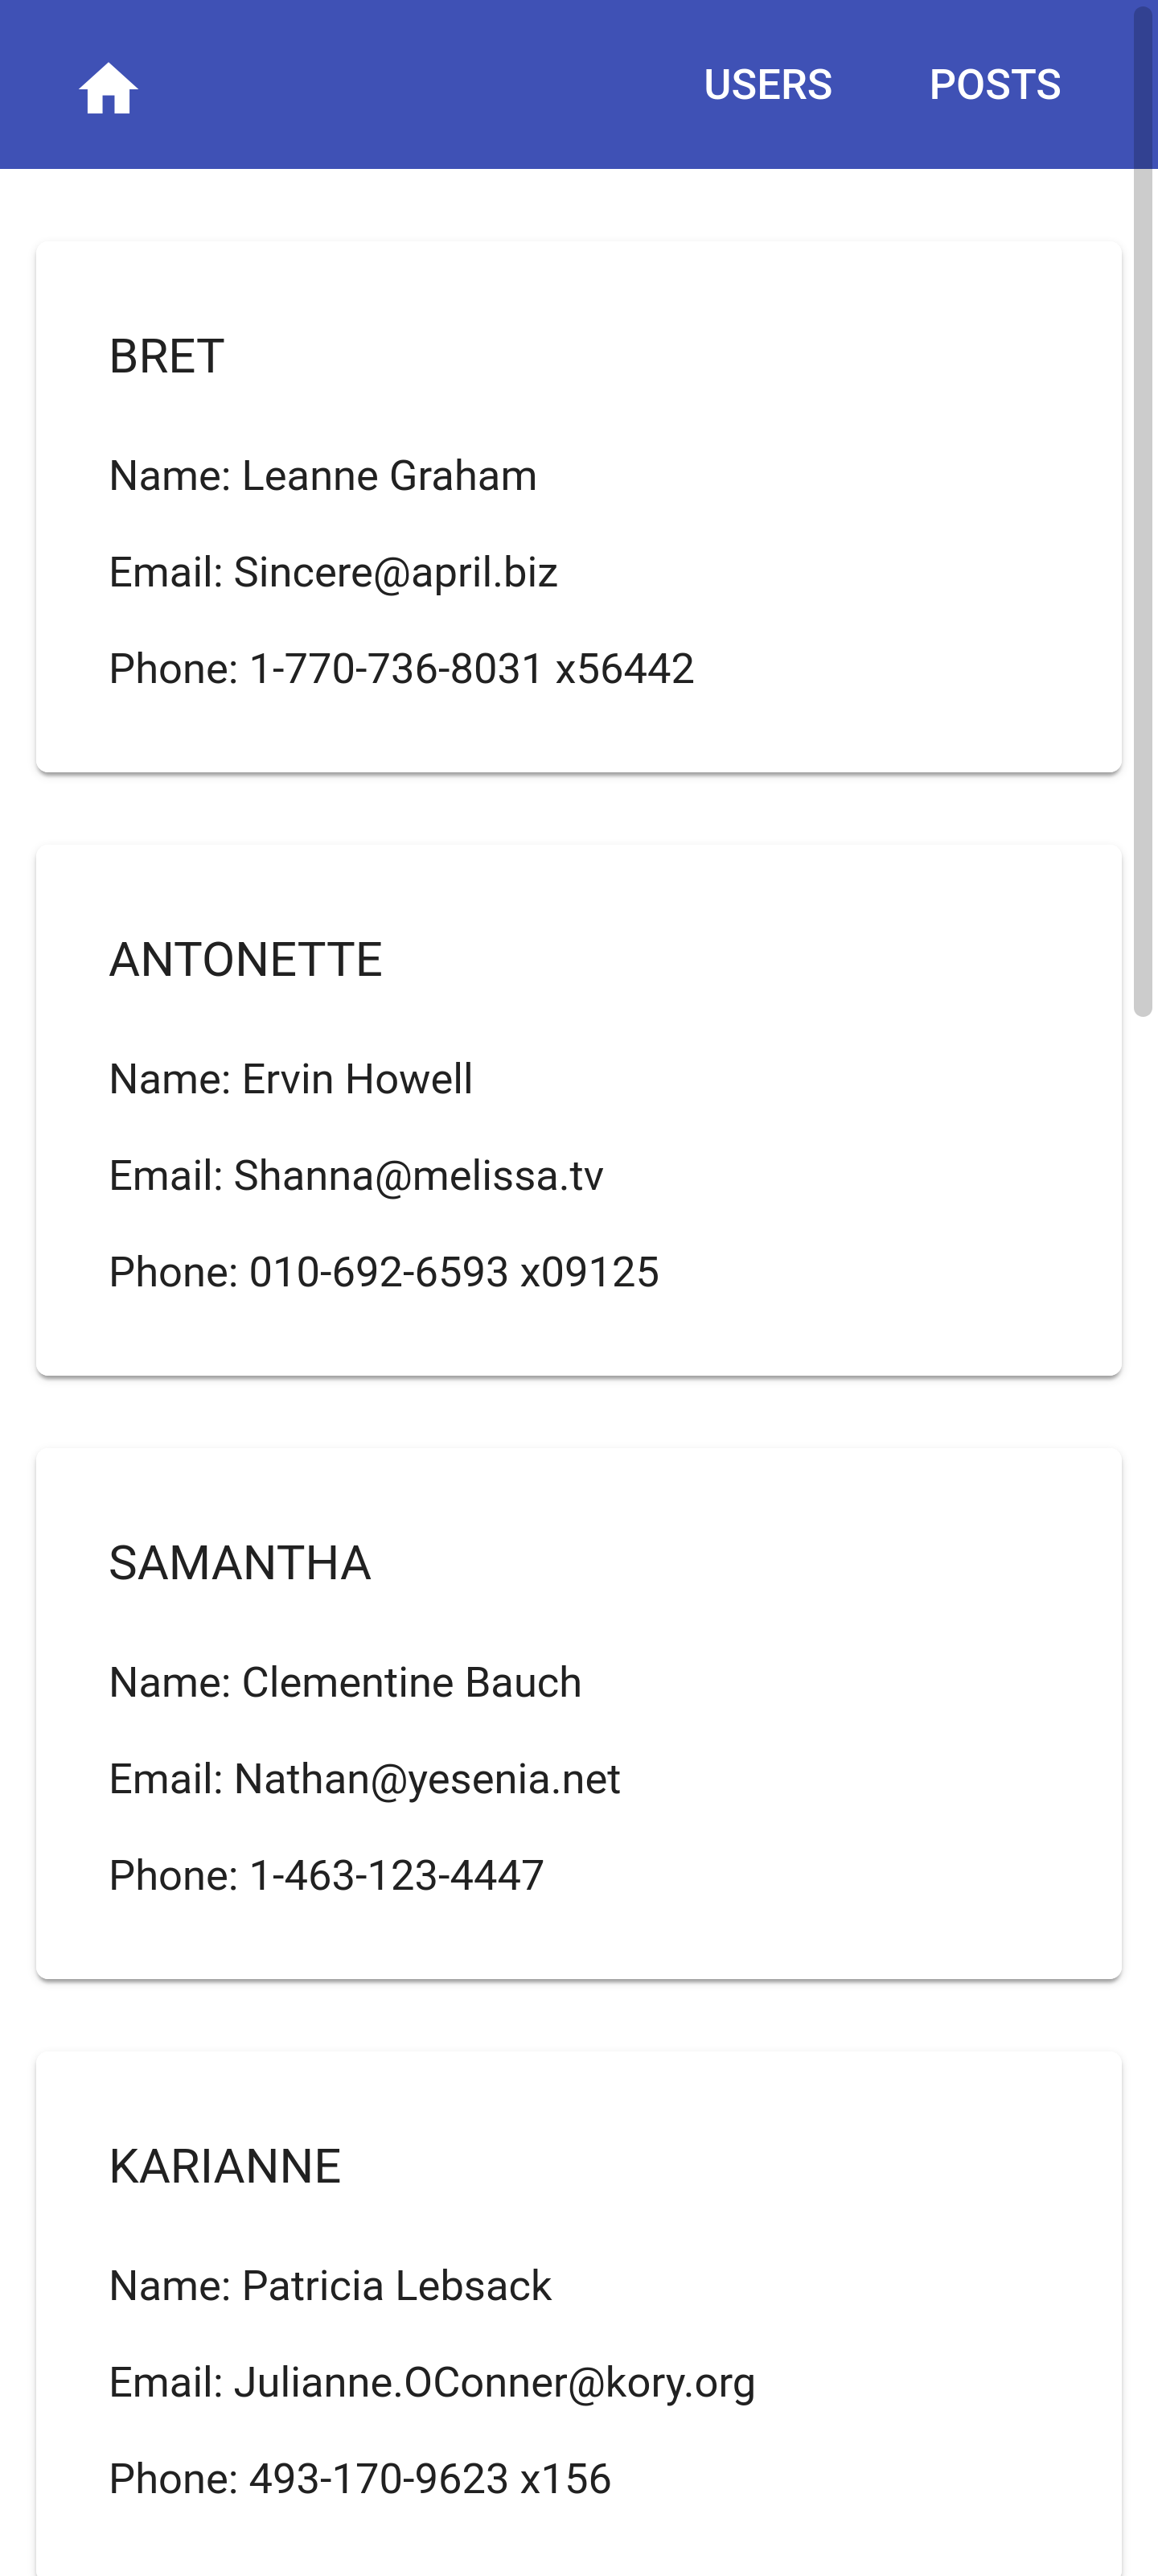 USERS POSTS
BRET
Name: Leanne Graham
Email: Sincere@april.biz
Phone: 1-770-736-8031 x56442
ANTONETTE
Name: Ervin Howell
Email: Shanna@melissa.tv
Phone: 010-692-6593 x09125
SAMANTHA
Name: Clementine Bauch
Email: Nathan@yesenia.net
Phone: 1-463-123-4447
KARIANNE
Name: Patricia Lebsack
Email: Julianne.OConner@kory.org
Phone: 493-170-9623 x156